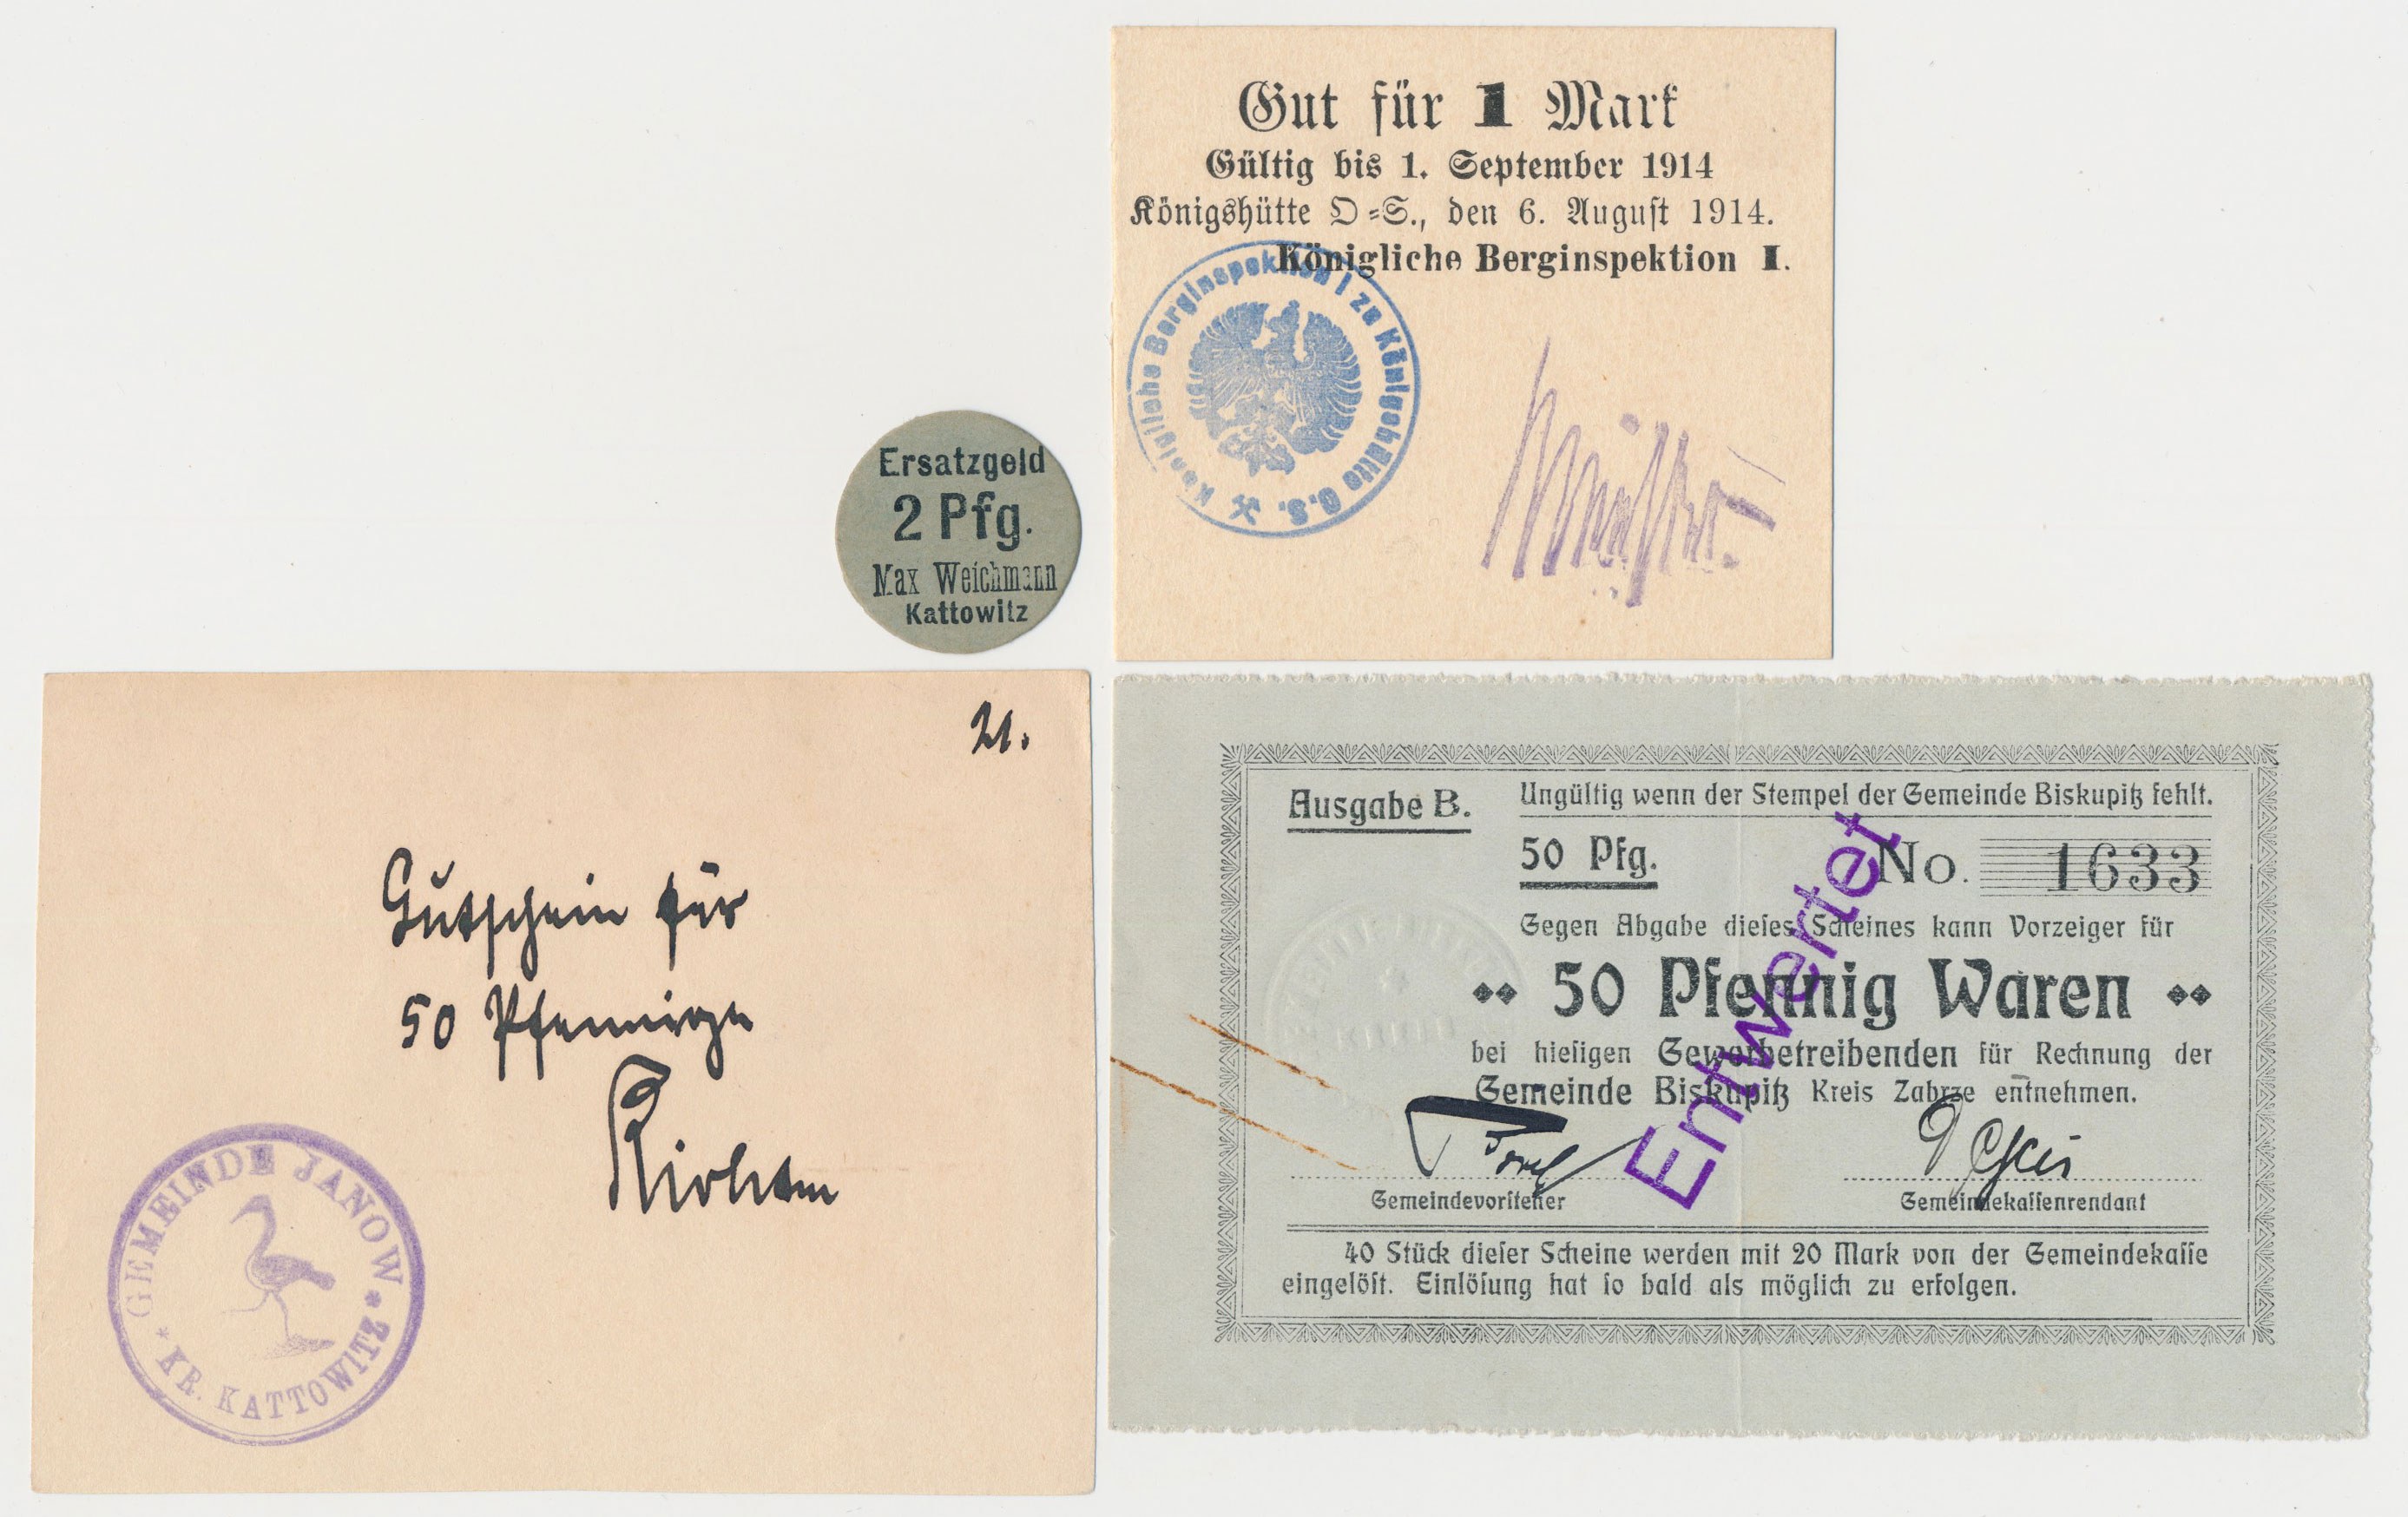 Gut für 1 Mark
Gültig bis 1. September 1914
Königshütte O=S., den 6. August 1914.
Königliche Berginspektion I.
Königliche Berginspektion I zu Königshütte O.S.
Ersatzgeld
2 Pfg.
Max Weichmann
Kattowitz
21.
Gutschein für
50 Pfennige
GEMEINDE JANOW
* KR. KATTOWITZ *
Ausgabe B.
Ungültig wenn der Stempel der Gemeinde Biskupitz fehlt.
50 Pfg.
No. 1633
Gegen Abgabe dieses Scheines kann Vorzeiger für
50 Pfennig Waren
bei hiesigen Gewerbetreibenden für Rechnung der
Gemeinde Biskupitz Kreis Zabrze entnehmen.
Entwertet
Gemeindevorsteher
Gemeindekassenrendant
40 Stück dieser Scheine werden mit 20 Mark von der Gemeindekasse
eingelöst. Einlösung hat so bald als möglich zu erfolgen.